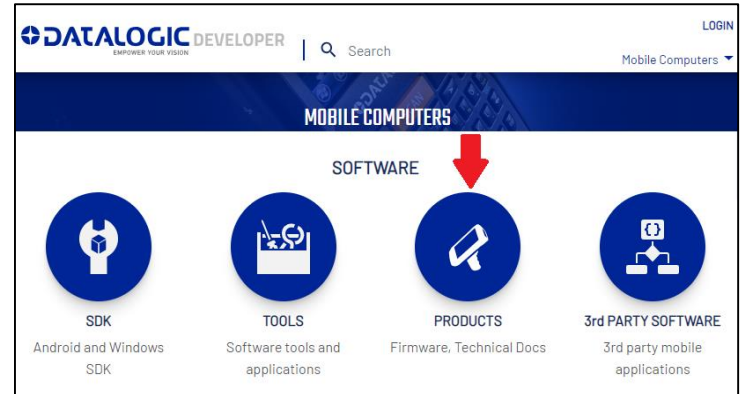 DATALOGIC DEVELOPER
EMPOWER YOUR VISION
Search
LOGIN
Mobile Computers
MOBILE COMPUTERS
SOFTWARE
{}
SDK
Android and Windows
SDK
TOOLS
Software tools and
applications
PRODUCTS
Firmware, Technical Docs
3rd PARTY SOFTWARE
3rd party mobile
applications